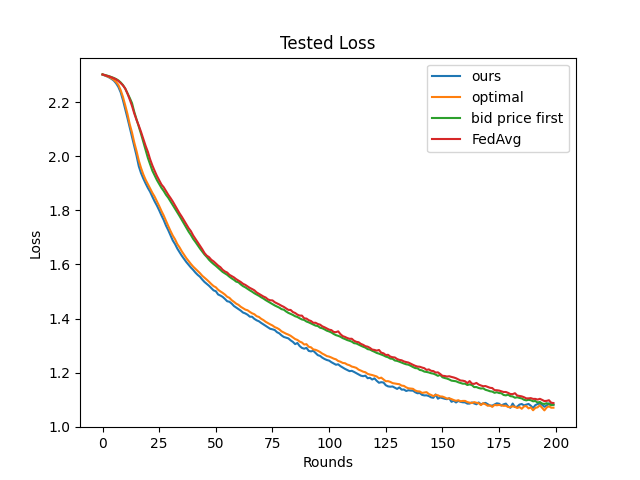 Tested Loss
ours
optimal
bid price first
FedAvg
2.2
2.0
1.8
1.6
1.4
1.2
1.0
Loss
0 25 50 75 100 125 150 175 200
Rounds